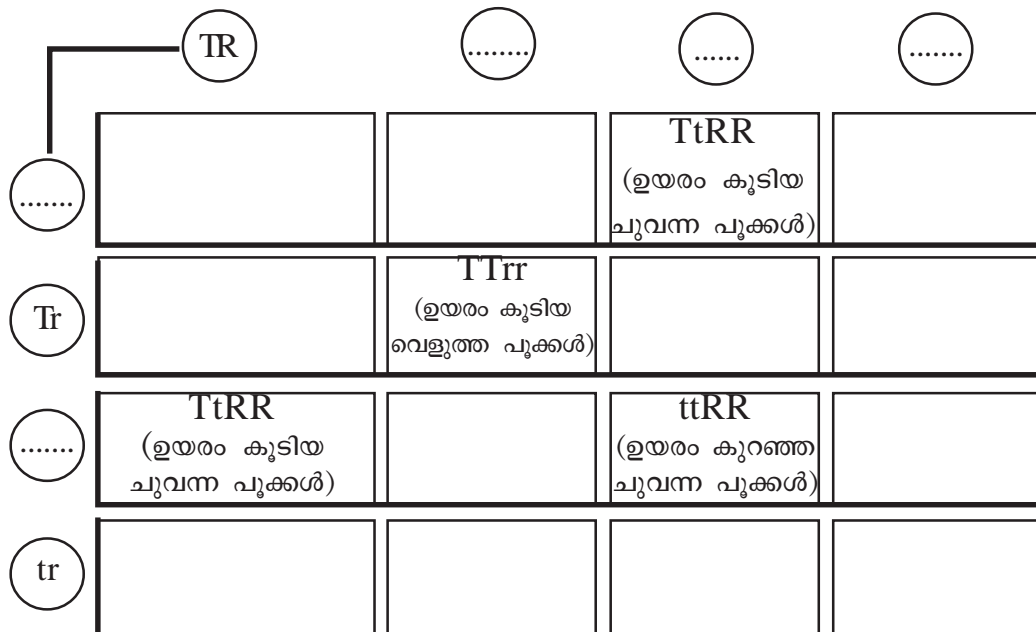 TR ........ ...... .......
.......
TtRR
(ഉയരം കൂടിയ
ചുവന്ന പൂക്കൾ)
Tr
TTrr
(ഉയരം കൂടിയ
വെളുത്ത പൂക്കൾ)
.......
TtRR
(ഉയരം കൂടിയ
ചുവന്ന പൂക്കൾ)
ttRR
(ഉയരം കുറഞ്ഞ
ചുവന്ന പൂക്കൾ)
tr